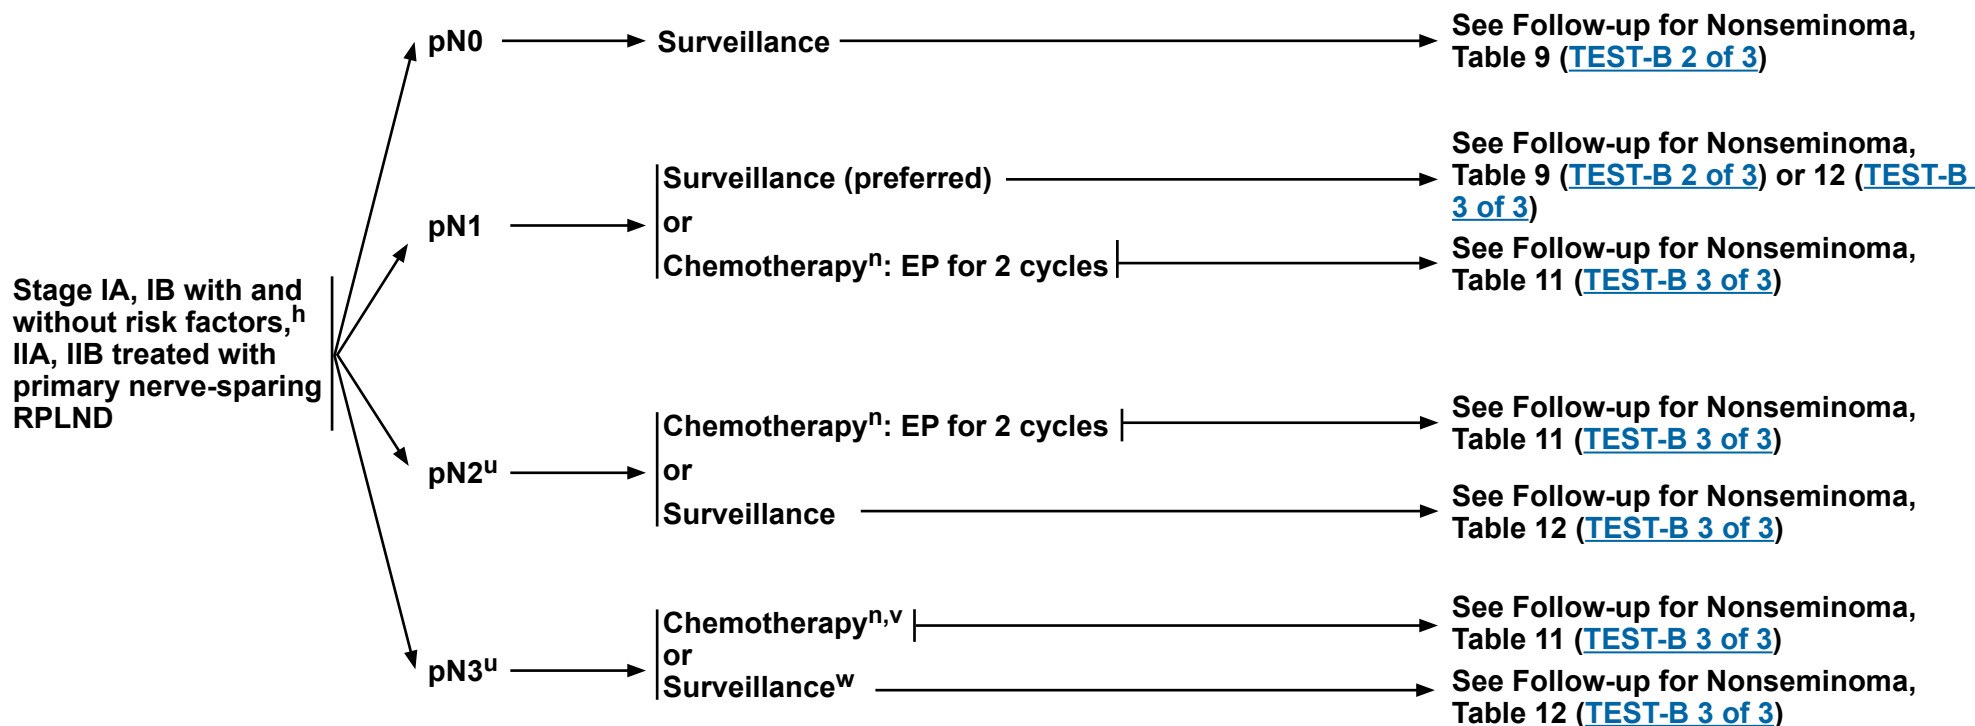 Stage IA, IB with and
without risk factors,h
IIA, IIB treated with
primary nerve-sparing
RPLND
pN0
Surveillance
See Follow-up for Nonseminoma,
Table 9 (TEST-B 2 of 3)
pN1
Surveillance (preferred)
or
Chemotherapyn: EP for 2 cycles
See Follow-up for Nonseminoma,
Table 9 (TEST-B 2 of 3) or 12 (TEST-B
3 of 3)
See Follow-up for Nonseminoma,
Table 11 (TEST-B 3 of 3)
pN2u
Chemotherapyn: EP for 2 cycles
or
Surveillance
See Follow-up for Nonseminoma,
Table 11 (TEST-B 3 of 3)
See Follow-up for Nonseminoma,
Table 12 (TEST-B 3 of 3)
pN3u
Chemotherapyn,v
or
Surveillancew
See Follow-up for Nonseminoma,
Table 11 (TEST-B 3 of 3)
See Follow-up for Nonseminoma,
Table 12 (TEST-B 3 of 3)